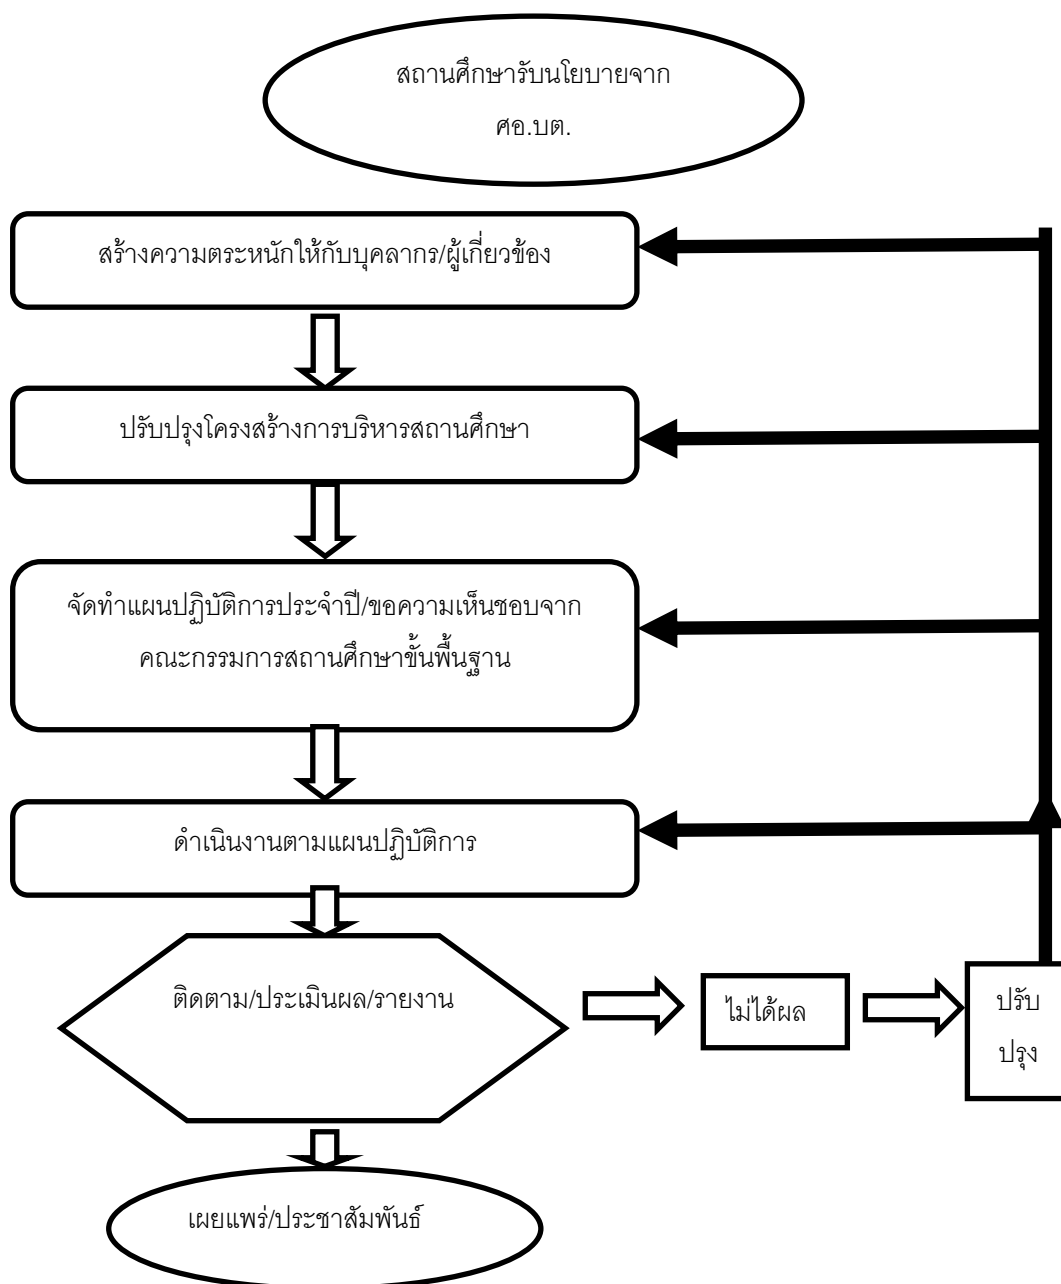 สถานศึกษารับนโยบายจาก
ศอ.บต.
สร้างความตระหนักให้กับบุคลากร/ผู้เกี่ยวข้อง
ปรับปรุงโครงสร้างการบริหารสถานศึกษา
จัดทำแผนปฏิบัติการประจำปี/ขอความเห็นชอบจาก
คณะกรรมการสถานศึกษาขั้นพื้นฐาน
ดำเนินงานตามแผนปฏิบัติการ
ติดตาม/ประเมินผล/รายงาน
ไม่ได้ผล
ปรับ
ปรุง
เผยแพร่/ประชาสัมพันธ์